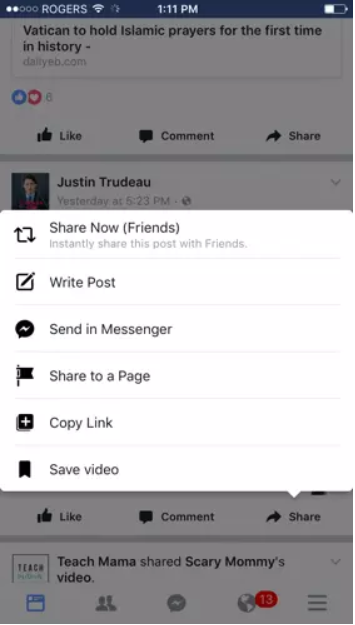 ROGERS 1:11 PM
Vatican to hold Islamic prayers for the first time
in history -
dailyeb.com
6
Like Comment Share
Justin Trudeau
Yesterday at 5:23 PM ·
Share Now (Friends)
Instantly share this post with Friends.
Write Post
Send in Messenger
Share to a Page
Copy Link
Save video
Like Comment Share
TEACH
Teach Mama shared Scary Mommy's
video.
13